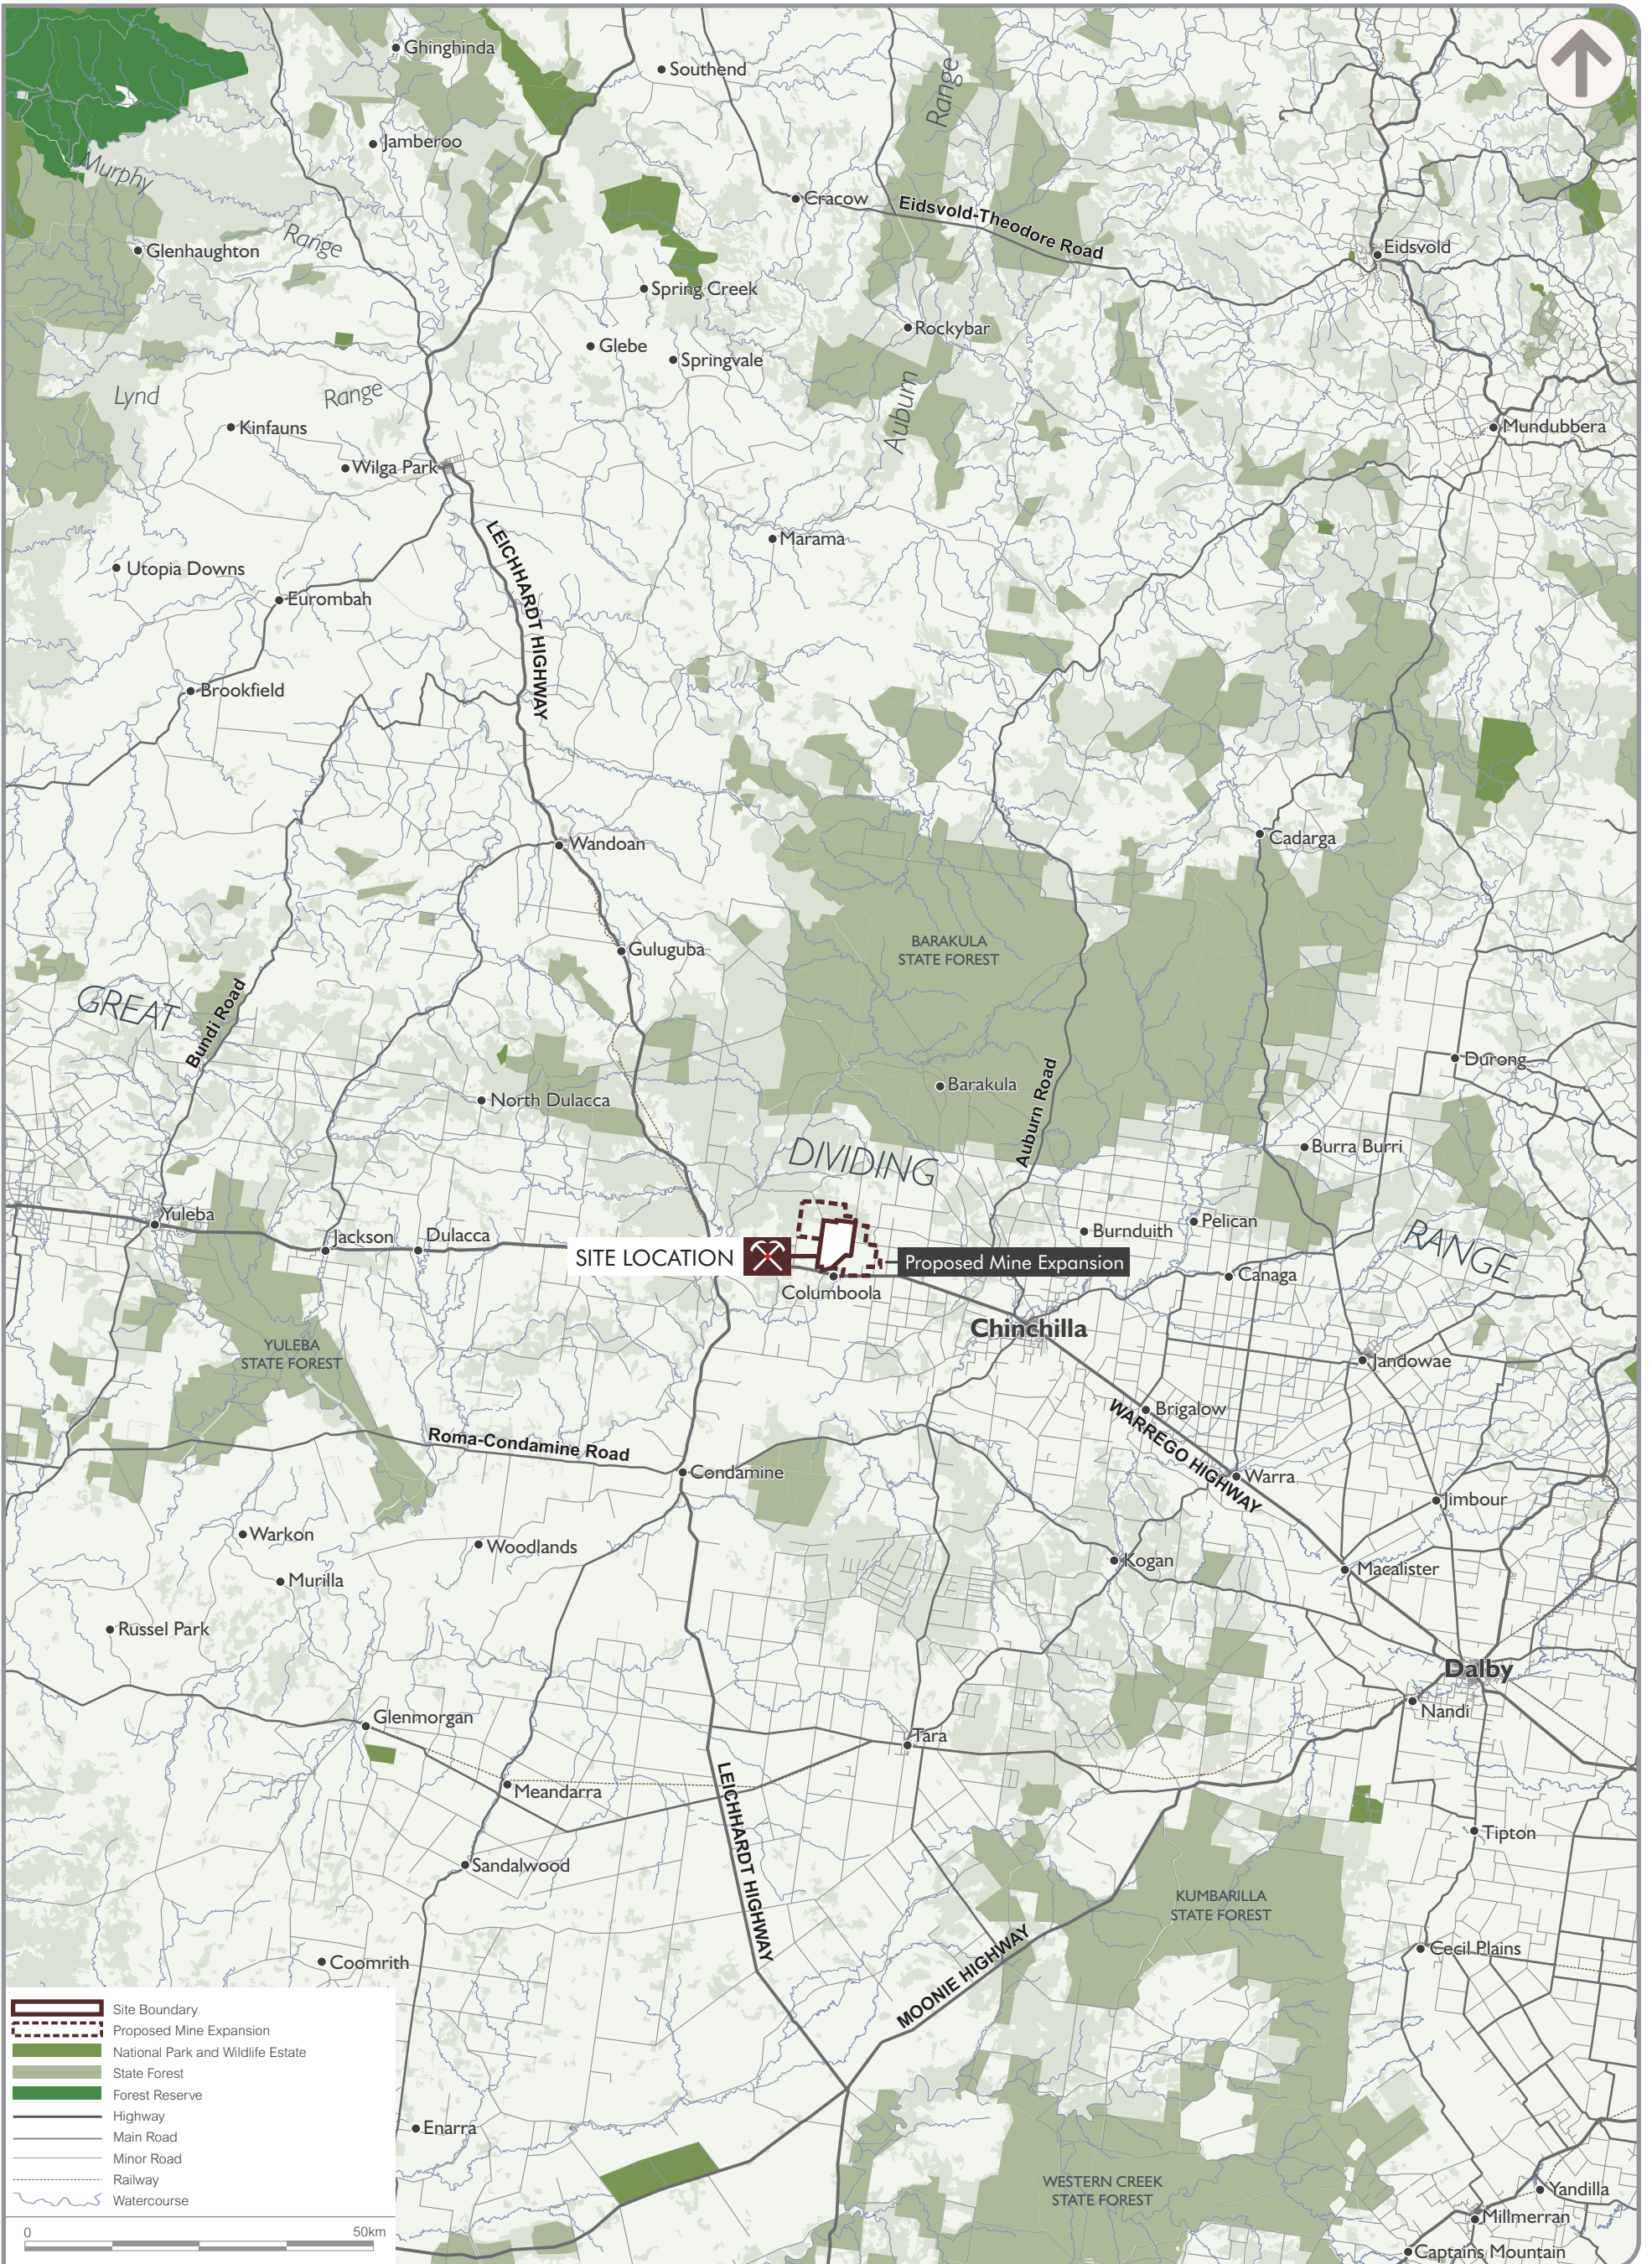 Ghinghinda
Southend
Range
Jamberoo
Murphy
Cracow
Eidsvold-Theodore Road
Range
Glenhaughton
Eidsvold
Spring Creek
Rockybar
Glebe
Springvale
Lynd
Range
Auburn
Kinfauns
Mundubbera
Wilga Park
LEICHHARDT HIGHWAY
Marama
Utopia Downs
Eurombah
Brookfield
Cadarga
Wandoan
BARAKULA
STATE FOREST
Guluguba
GREAT
Bundi Road
Durong
Barakula
Auburn Road
North Dulacca
Burra Burri
DIVIDING
Yuleba
Pelican
Burnduith
Jackson
Dulacca
RANGE
SITE LOCATION
Proposed Mine Expansion
Canaga
Columboola
Chinchilla
YULEBA
STATE FOREST
Jandowae
Brigalow
WARREGO HIGHWAY
Roma-Condamine Road
Condamine
Warra
Jimbour
Warkon
Woodlands
Kogan
Macalister
Murilla
Russel Park
Dalby
Nandi
Glenmorgan
Tara
Meandarra
LEICHHARDT HIGHWAY
Tipton
Sandalwood
KUMBARILLA
STATE FOREST
MOONIE HIGHWAY
Cecil Plains
Coomrith
Site Boundary
Proposed Mine Expansion
National Park and Wildlife Estate
State Forest
Forest Reserve
Highway
Main Road
Minor Road
Railway
Watercourse
0 50km
Enarra
WESTERN CREEK
STATE FOREST
Yandilla
Millmerran
Captains Mountain